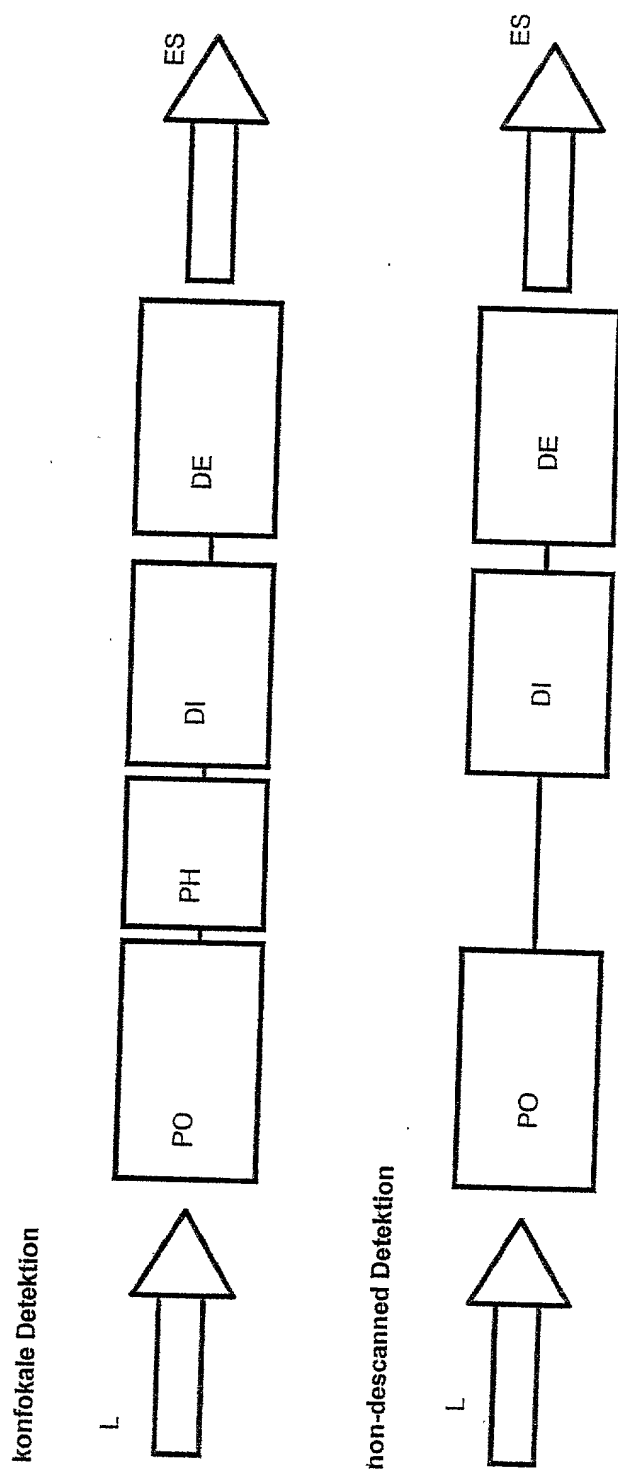 konfokale Detektion
L
PO
PH
DI
DE
ES
non-descanned Detektion
L
PO
DI
DE
ES